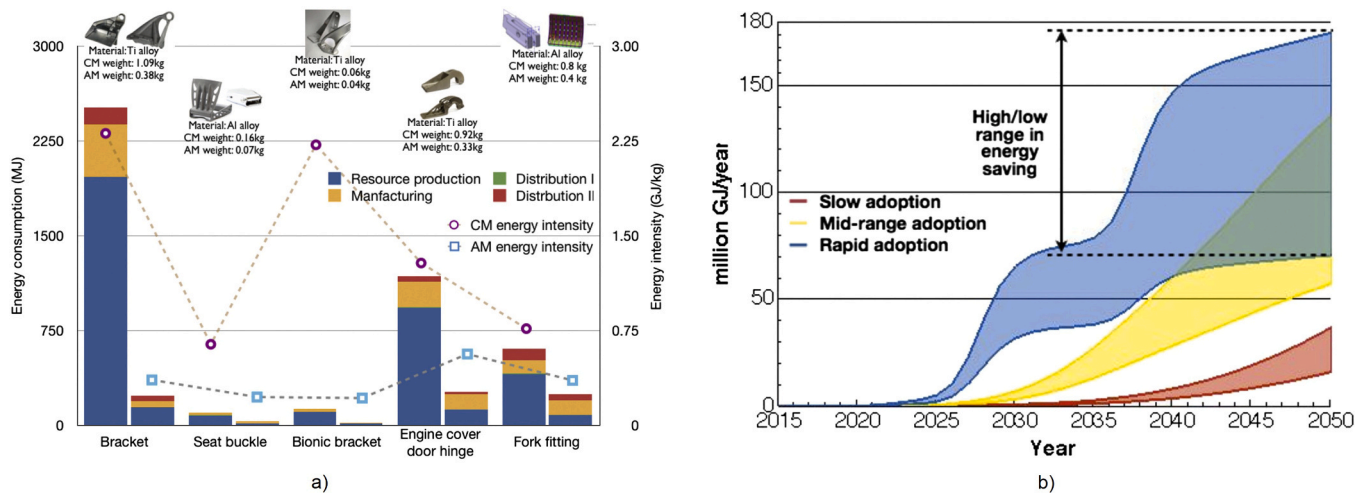 3000
2250
1500
750
0
Energy consumption (MJ)
Material: Ti alloy
CM weight: 1.09kg
AM weight: 0.38kg
Material: Al alloy
CM weight: 0.16kg
AM weight: 0.07kg
Material: Ti alloy
CM weight: 0.06kg
AM weight: 0.04kg
Material: Ti alloy
CM weight: 0.92kg
AM weight: 0.33kg
Material: Al alloy
CM weight: 0.8 kg
AM weight: 0.4 kg
Resource production
Manfacturing
Distribution I
Distrbution II
CM energy intensity
AM energy intensity
3.00
2.25
1.50
0.75
0
Energy intensity (GJ/kg)
Bracket
Seat buckle
Bionic bracket
Engine cover
door hinge
Fork fitting
a)
180
150
100
50
0
million GJ/year
High/low
range in
energy
saving
Slow adoption
Mid-range adoption
Rapid adoption
2015
2020
2025
2030
2035
2040
2045
2050
Year
b)